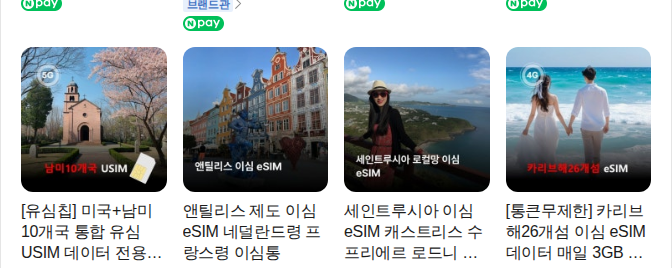 N pay
브랜드관
N pay
N pay
N pay
5G
남미10개국 USIM
앤틸리스 이심 eSIM
세인트루시아 로컬망 이심
eSIM
4G
카리브해26개섬 eSIM
[유심칩] 미국+남미
10개국 통합 유심
USIM 데이터 전용…
앤틸리스 제도 이심
eSIM 네덜란드령 프
랑스령 이심통
세인트루시아 이심
eSIM 캐스트리스 수
프리에르 로드니 …
[통큰무제한] 카리브
해26개섬 이심 eSIM
데이터 매일 3GB …